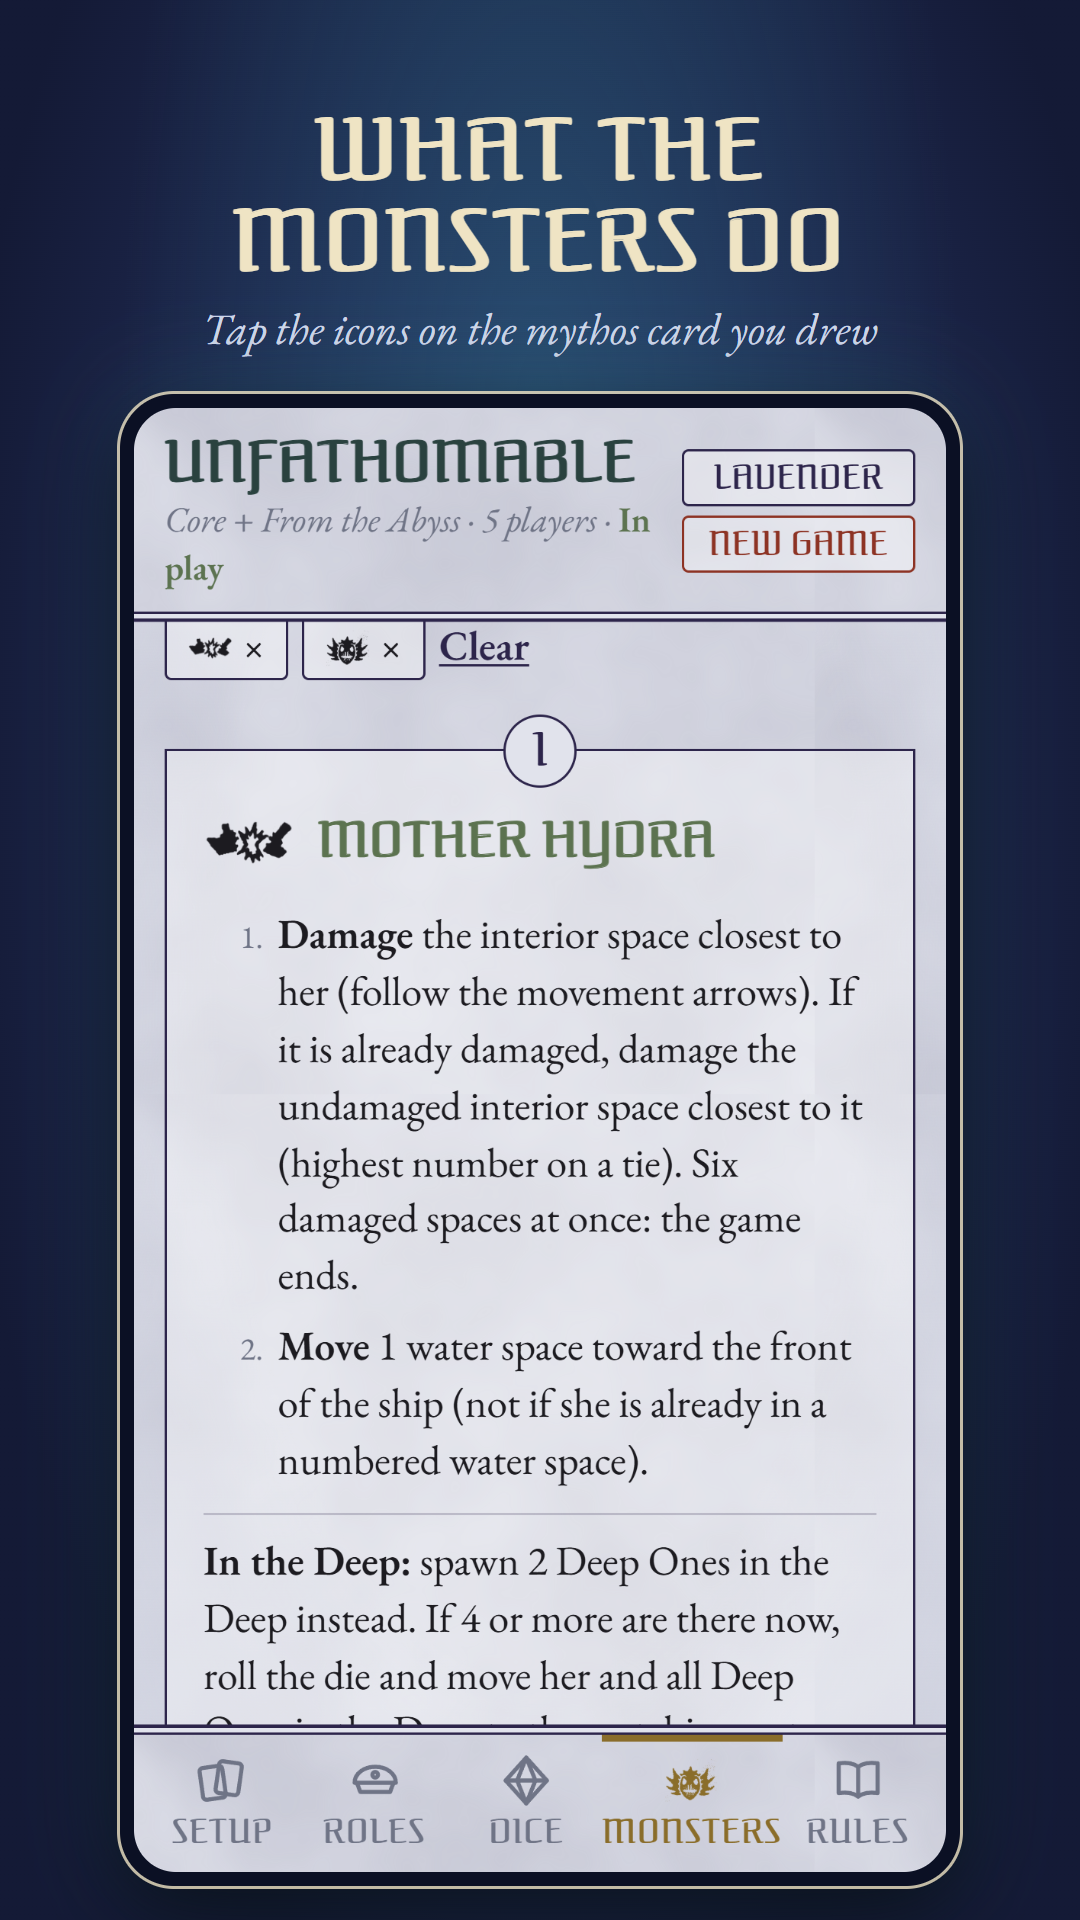 WHAT THE
MONSTERS DO
Tap the icons on the mythos card you drew
UNFATHOMABLE
Core + From the Abyss · 5 players · In
play
LAVENDER
NEW GAME
× × Clear
1
MOTHER HYDRA
1. Damage the interior space closest to
her (follow the movement arrows). If
it is already damaged, damage the
undamaged interior space closest to it
(highest number on a tie). Six
damaged spaces at once: the game
ends.
2. Move 1 water space toward the front
of the ship (not if she is already in a
numbered water space).
In the Deep: spawn 2 Deep Ones in the
Deep instead. If 4 or more are there now,
roll the die and move her and all Deep
SETUP ROLES DICE MONSTERS RULES